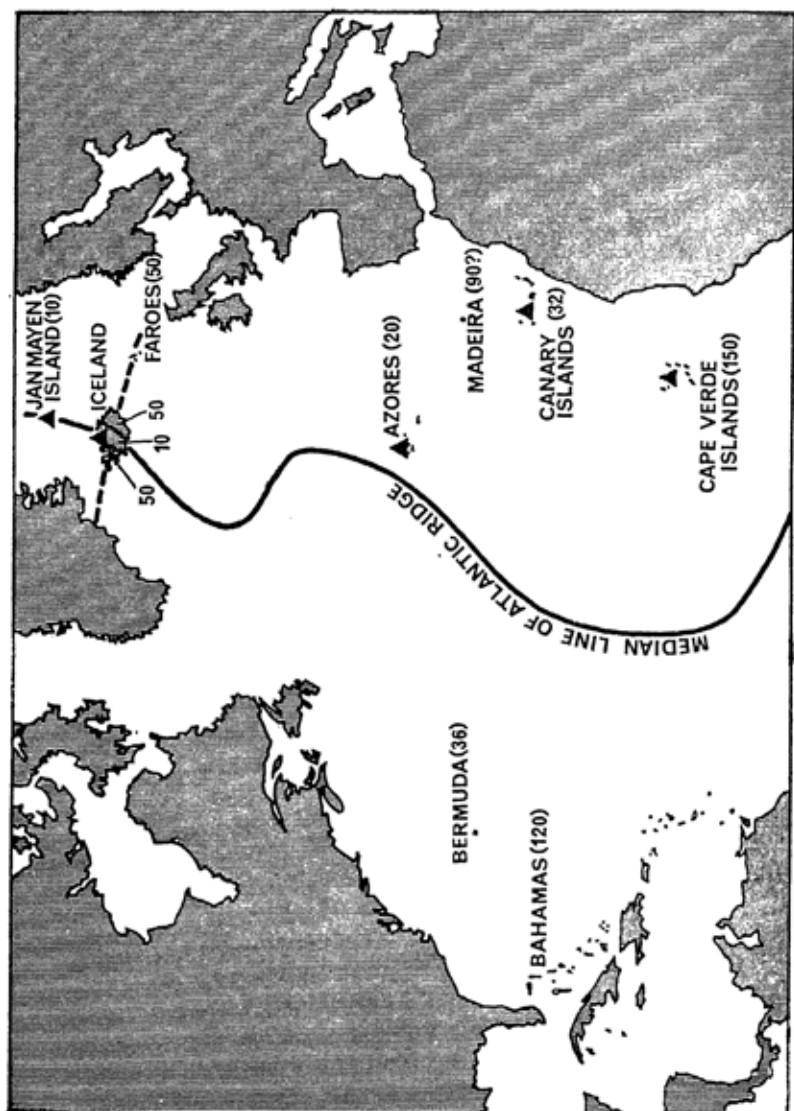 JAN MAYEN
ISLAND (10)
ICELAND
FAROES (50)
50
10
50
AZORES (20)
MADEIRA (90?)
CANARY
ISLANDS (32)
CAPE VERDE
ISLANDS (150)
MEDIAN LINE OF ATLANTIC RIDGE
BERMUDA (36)
BAHAMAS (120)